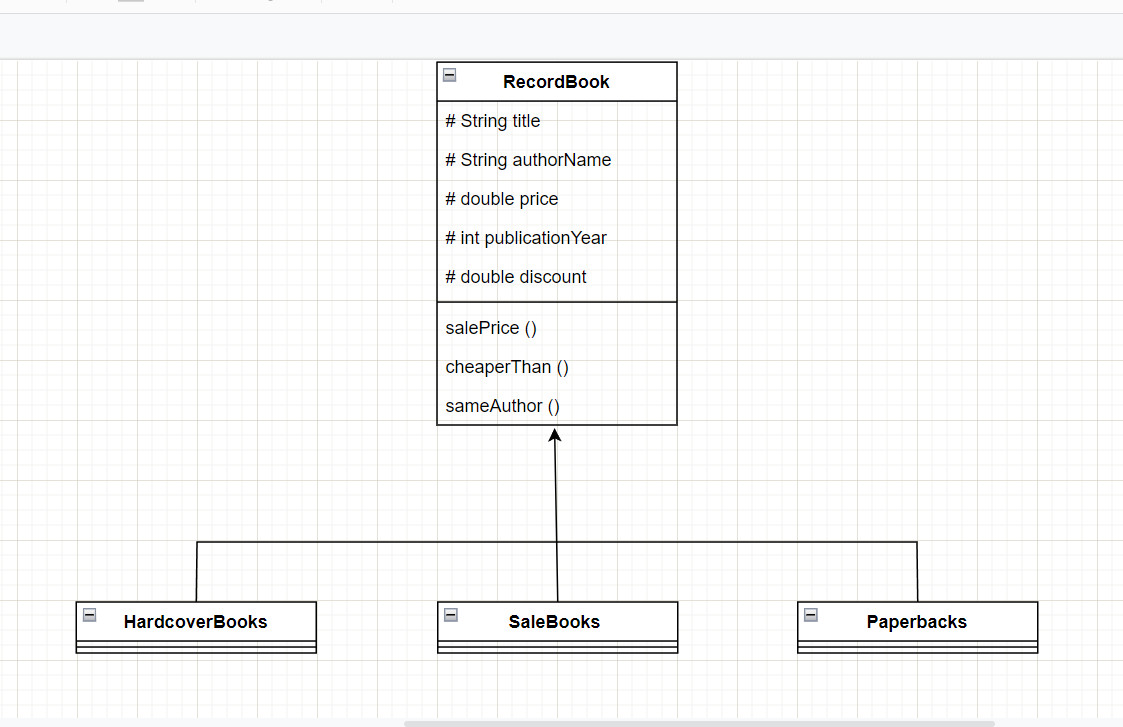 RecordBook
# String title
# String authorName
# double price
# int publicationYear
# double discount
salePrice ()
cheaperThan ()
sameAuthor ()
HardcoverBooks
SaleBooks
Paperbacks